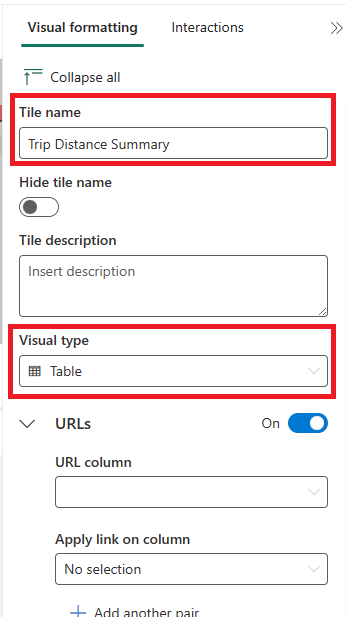 Visual formatting Interactions
Collapse all
Tile name
Trip Distance Summary
Hide tile name
Tile description
Insert description
Visual type
Table
URLs On
URL column
Apply link on column
No selection
Add another pair